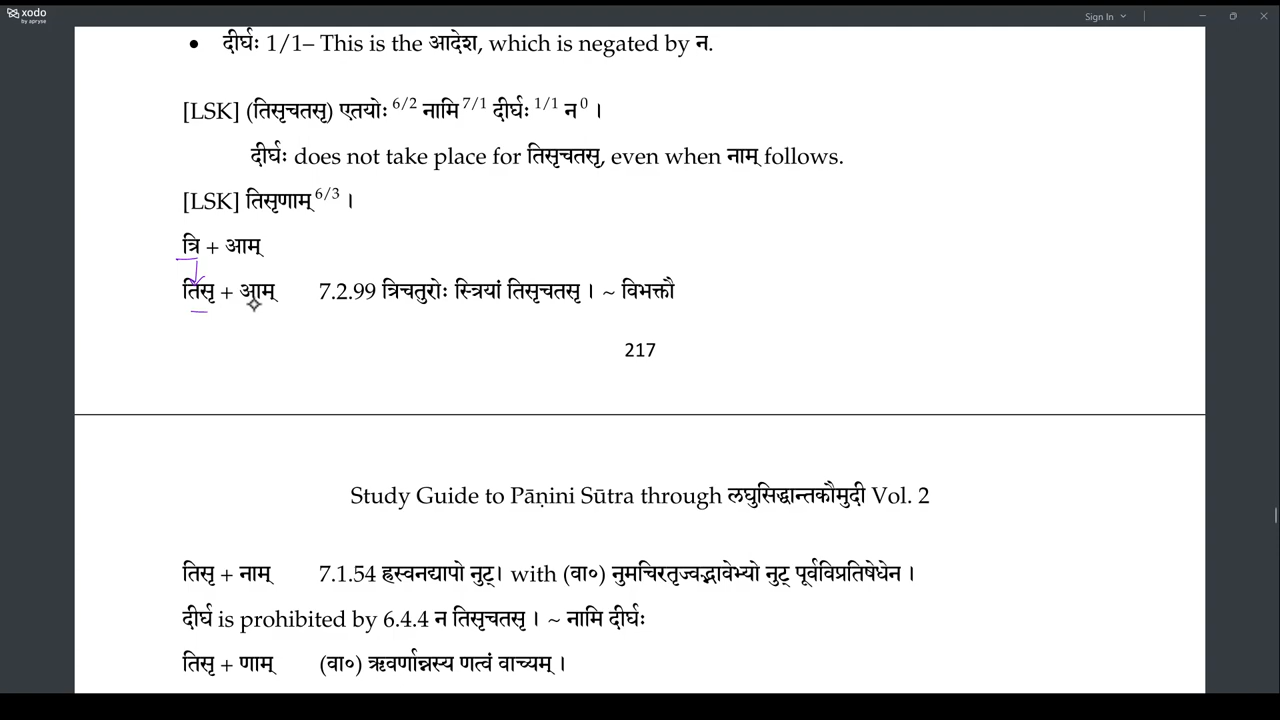 xodo
by apryse
Sign In
• दीर्घः 1/1– This is the आदेश, which is negated by न.
[LSK] (तिसृचतसृ) एतयोः 6/2 नामि 7/1 दीर्घः 1/1 न 0 ।
दीर्घः does not take place for तिसृचतसृ, even when नाम् follows.
[LSK] तिसृणाम् 6/3 ।
त्रि + आम्
तिसृ + आम् 7.2.99 त्रिचतुरोः स्त्रियां तिसृचतसृ । ~ विभक्तौ
217
Study Guide to Pāṇini Sūtra through लघुसिद्धान्तकौमुदी Vol. 2
तिसृ + नाम् 7.1.54 ह्रस्वनद्यापो नुट्। with (वा०) नुमचिरतृज्वद्भावेभ्यो नुट् पूर्वविप्रतिषेधेन ।
दीर्घ is prohibited by 6.4.4 न तिसृचतसृ । ~ नामि दीर्घः
तिसृ + णाम् (वा०) ऋवर्णान्नस्य णत्वं वाच्यम् ।